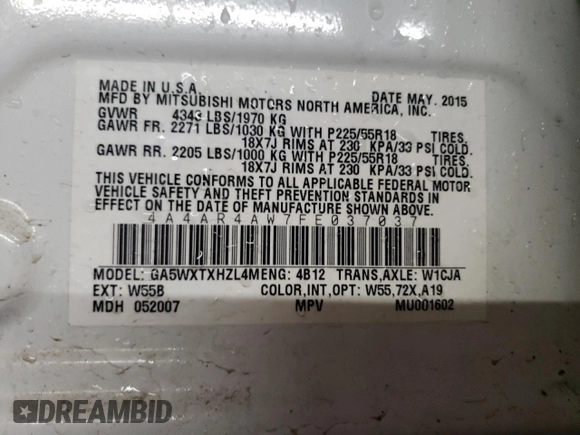 MADE IN U.S.A. DATE MAY. 2015
MFD BY MITSUBISHI MOTORS NORTH AMERICA, INC.
GVWR 4343 LBS/1970 KG
GAWR FR. 2271 LBS/1030 KG WITH P225/55R18 TIRES,
18X7J RIMS AT 230 KPA/33 PSI COLD.
GAWR RR. 2205 LBS/1000 KG WITH P225/55R18 TIRES,
18X7J RIMS AT 230 KPA/33 PSI COLD.
THIS VEHICLE CONFORMS TO ALL APPLICABLE FEDERAL MOTOR
VEHICLE SAFETY AND THEFT PREVENTION STANDARDS IN
EFFECT ON THE DATE OF MANUFACTURE SHOWN ABOVE.
4A4AR4AW7FE037037
MODEL: GA5WXTXHZL4M ENG: 4B12 TRANS,AXLE: W1CJA
EXT: W55B COLOR,INT,OPT: W55,72X,A19
MDH 052007 MPV MU001602
DREAMBID